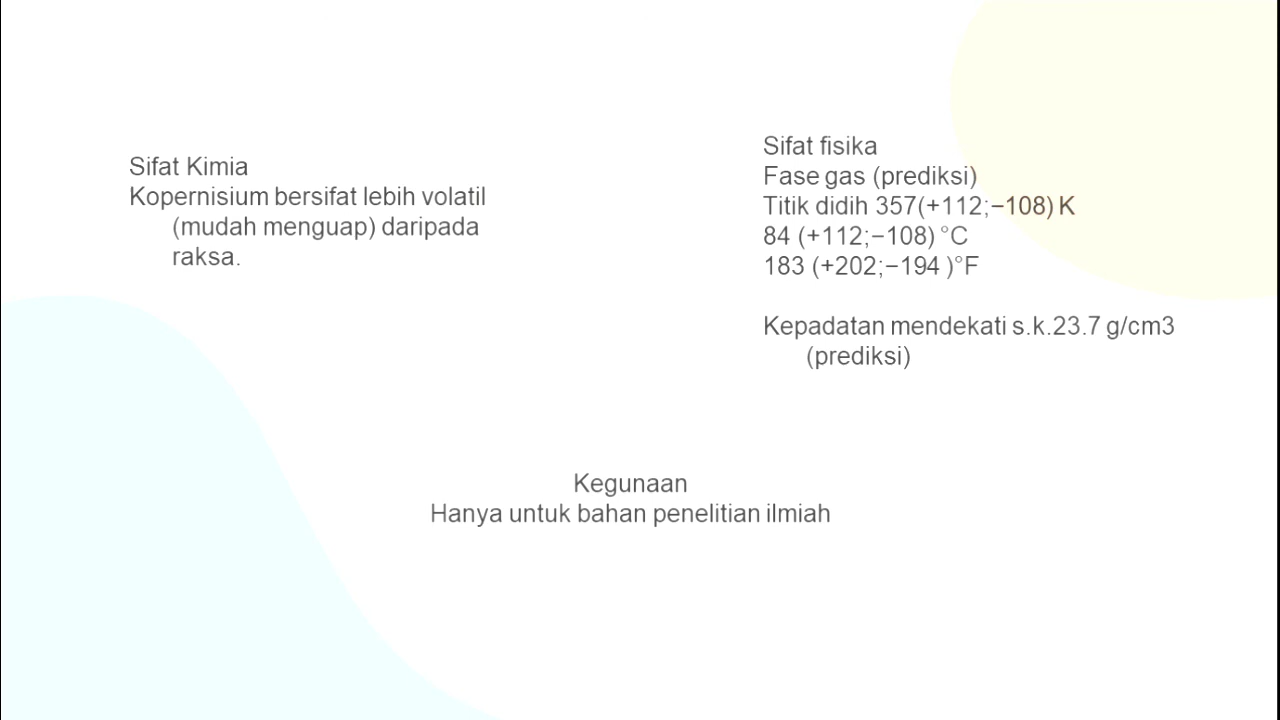 Sifat Kimia
Kopernisium bersifat lebih volatil
(mudah menguap) daripada
raksa.
Sifat fisika
Fase gas (prediksi)
Titik didih 357(+112;−108) K
84 (+112;−108) °C
183 (+202;−194 )°F
Kepadatan mendekati s.k.23.7 g/cm3
(prediksi)
Kegunaan
Hanya untuk bahan penelitian ilmiah